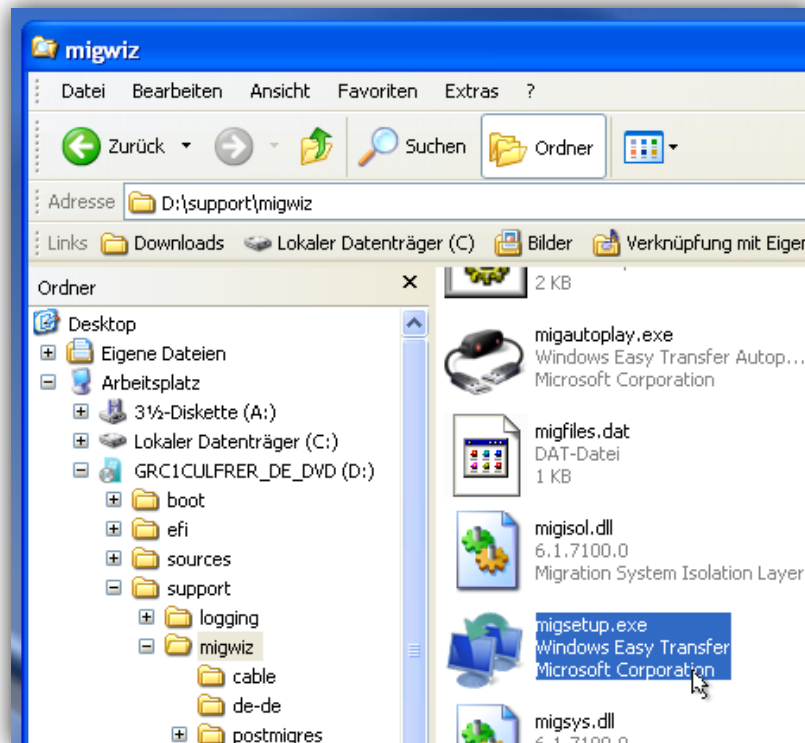 migwiz
Datei Bearbeiten Ansicht Favoriten Extras ?
Zurück Suchen Ordner
Adresse D:\support\migwiz
Links Downloads Lokaler Datenträger (C) Bilder Verknüpfung mit Eigen
Ordner
Desktop
Eigene Dateien
Arbeitsplatz
3½-Diskette (A:)
Lokaler Datenträger (C:)
GRC1CULFRER_DE_DVD (D:)
boot
efi
sources
support
logging
migwiz
cable
de-de
postmigres
2 KB
migautoplay.exe
Windows Easy Transfer Autop...
Microsoft Corporation
migfiles.dat
DAT-Datei
1 KB
migisol.dll
6.1.7100.0
Migration System Isolation Layer
migsetup.exe
Windows Easy Transfer
Microsoft Corporation
migsys.dll
6.1.7100.0